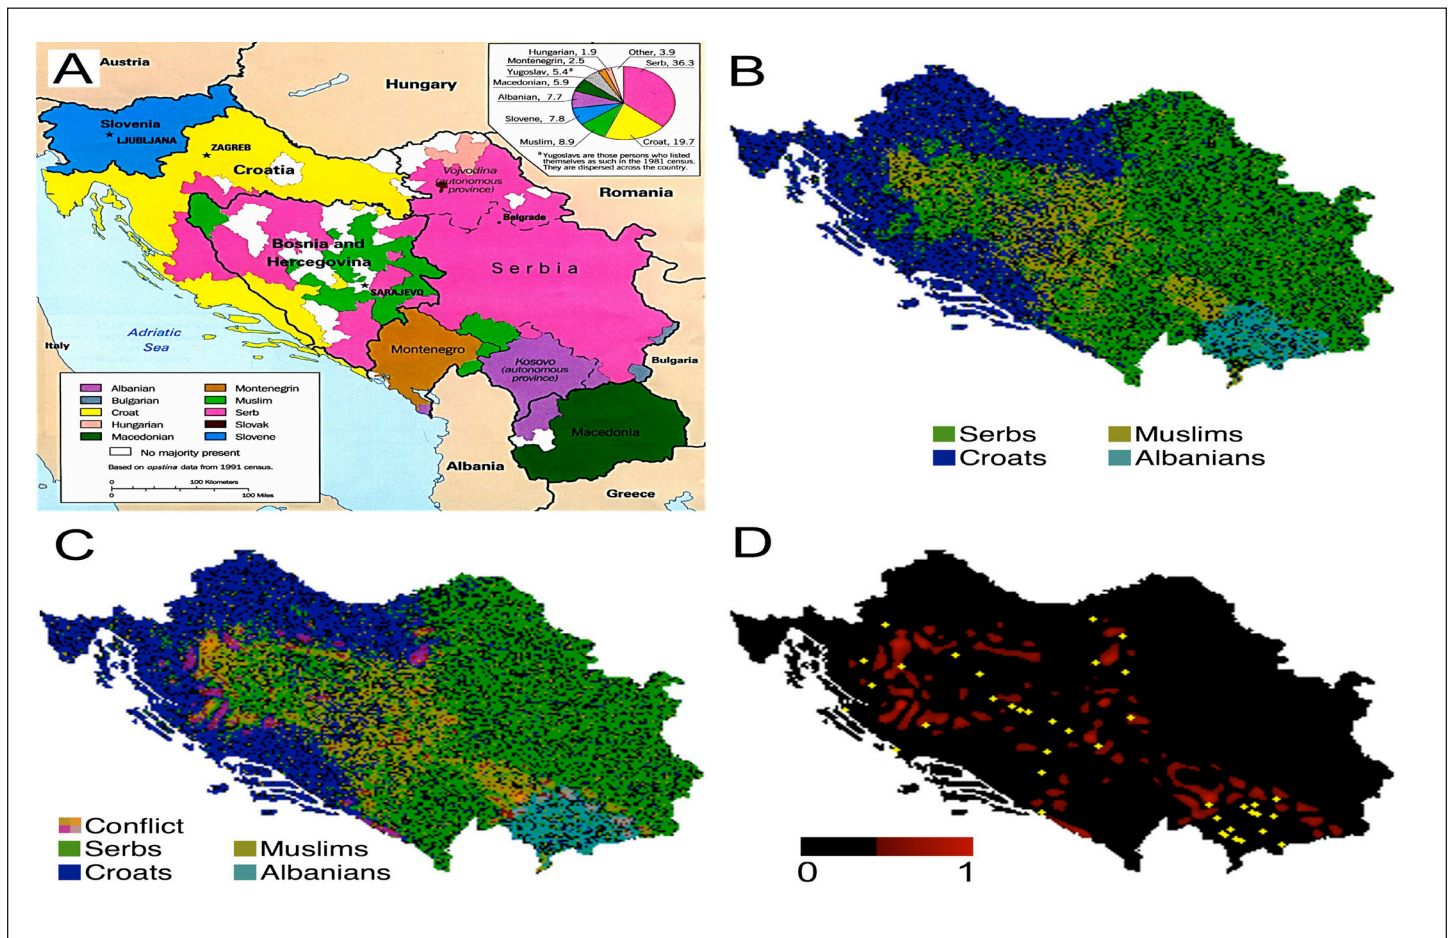 A
Austria
Hungary
Slovenia
LJUBLJANA
ZAGREB
Croatia
Vojvodina
(autonomous
province)
Romania
Belgrade
Bosnia and
Hercegovina
Serbia
SARAJEVO
Adriatic
Sea
Italy
Montenegro
Kosovo
(autonomous
province)
Bulgaria
Macedonia
Albania
Greece
Hungarian, 1.9
Other, 3.9
Montenegrin, 2.5
Serb, 36.3
Yugoslav, 5.4ª
Macedonian, 5.9
Albanian, 7.7
Slovene, 7.8
Muslim, 8.9
Croat, 19.7
ª Yugoslavs are those persons who listed
themselves as such in the 1981 census.
They are dispersed across the country.
Albanian
Montenegrin
Bulgarian
Muslim
Croat
Serb
Hungarian
Slovak
Macedonian
Slovene
No majority present
Based on opstina data from 1991 census.
0 100 Kilometers
0 100 Miles
B
Serbs
Muslims
Croats
Albanians
C
Conflict
Serbs
Muslims
Croats
Albanians
D
0 1